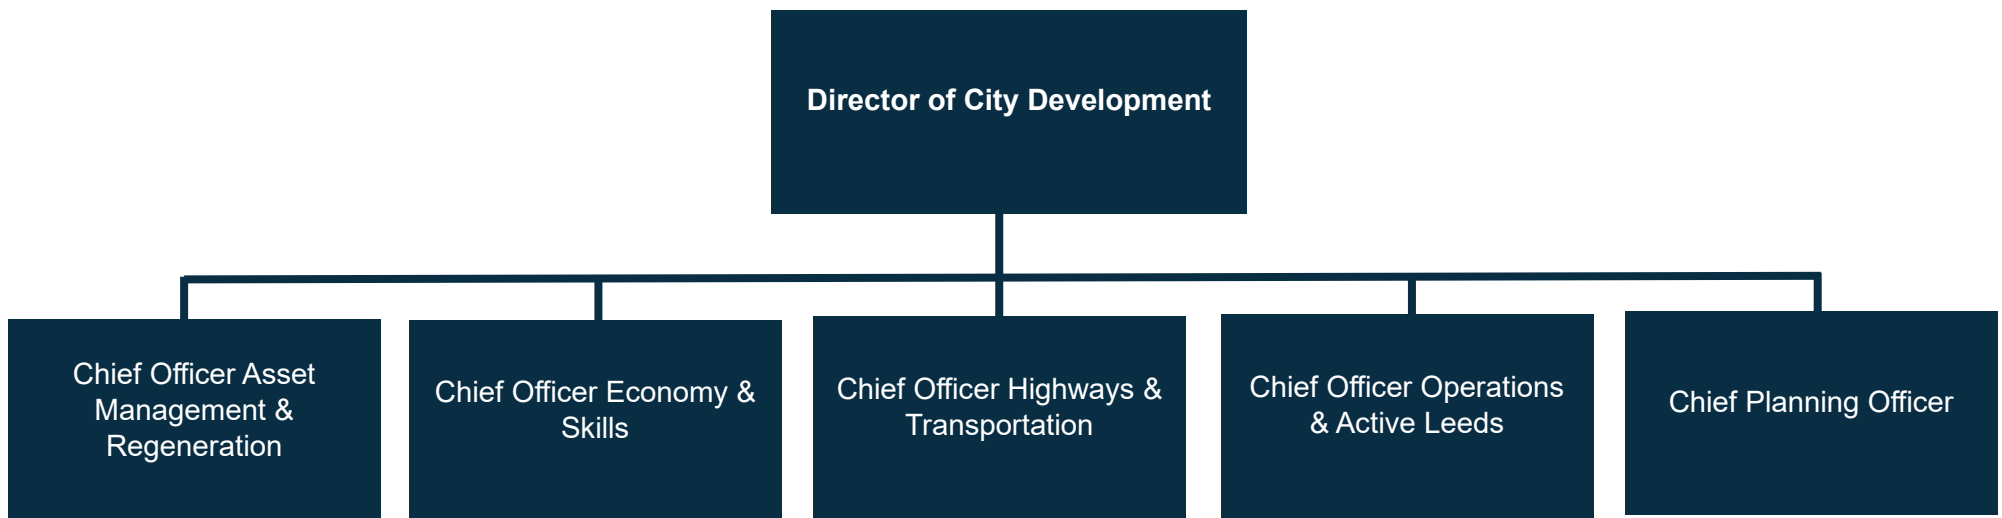 Director of City Development
Chief Officer Asset
Management &
Regeneration
Chief Officer Economy &
Skills
Chief Officer Highways &
Transportation
Chief Officer Operations
& Active Leeds
Chief Planning Officer